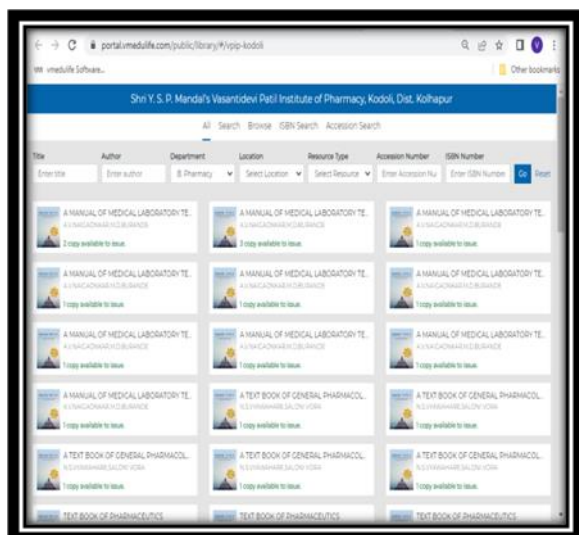 portal.vmedulife.com/public/library/#/vpip-kodoli
vmedulife Software...
Other bookmarks
Shri Y. S. P. Mandal's Vasantidevi Patil Institute of Pharmacy, Kodoli, Dist. Kolhapur
All Search Browse ISBN Search Accession Search
Title Author Department Location Resource Type Accession Number ISBN Number
Enter title Enter author B. Pharmacy Select Location Select Resource Enter Accession Nu Enter ISBN Number Go Reset
A MANUAL OF MEDICAL LABORATORY TE.. A MANUAL OF MEDICAL LABORATORY TE.. A MANUAL OF MEDICAL LABORATORY TE..
2 copy available to issue. 3 copy available to issue. 1 copy available to issue.
A MANUAL OF MEDICAL LABORATORY TE.. A MANUAL OF MEDICAL LABORATORY TE.. A MANUAL OF MEDICAL LABORATORY TE..
1 copy available to issue. 1 copy available to issue. 1 copy available to issue.
A MANUAL OF MEDICAL LABORATORY TE.. A MANUAL OF MEDICAL LABORATORY TE.. A MANUAL OF MEDICAL LABORATORY TE..
1 copy available to issue. 1 copy available to issue. 1 copy available to issue.
A MANUAL OF MEDICAL LABORATORY TE.. A TEXT BOOK OF GENERAL PHARMACOL.. A TEXT BOOK OF GENERAL PHARMACOL..
1 copy available to issue. 1 copy available to issue. 1 copy available to issue.
A TEXT BOOK OF GENERAL PHARMACOL.. A TEXT BOOK OF GENERAL PHARMACOL.. A TEXT BOOK OF GENERAL PHARMACOL..
1 copy available to issue. 1 copy available to issue. 1 copy available to issue.
TEXT BOOK OF PHARMACEUTICS TEXT BOOK OF PHARMACEUTICS TEXT BOOK OF PHARMACEUTICS